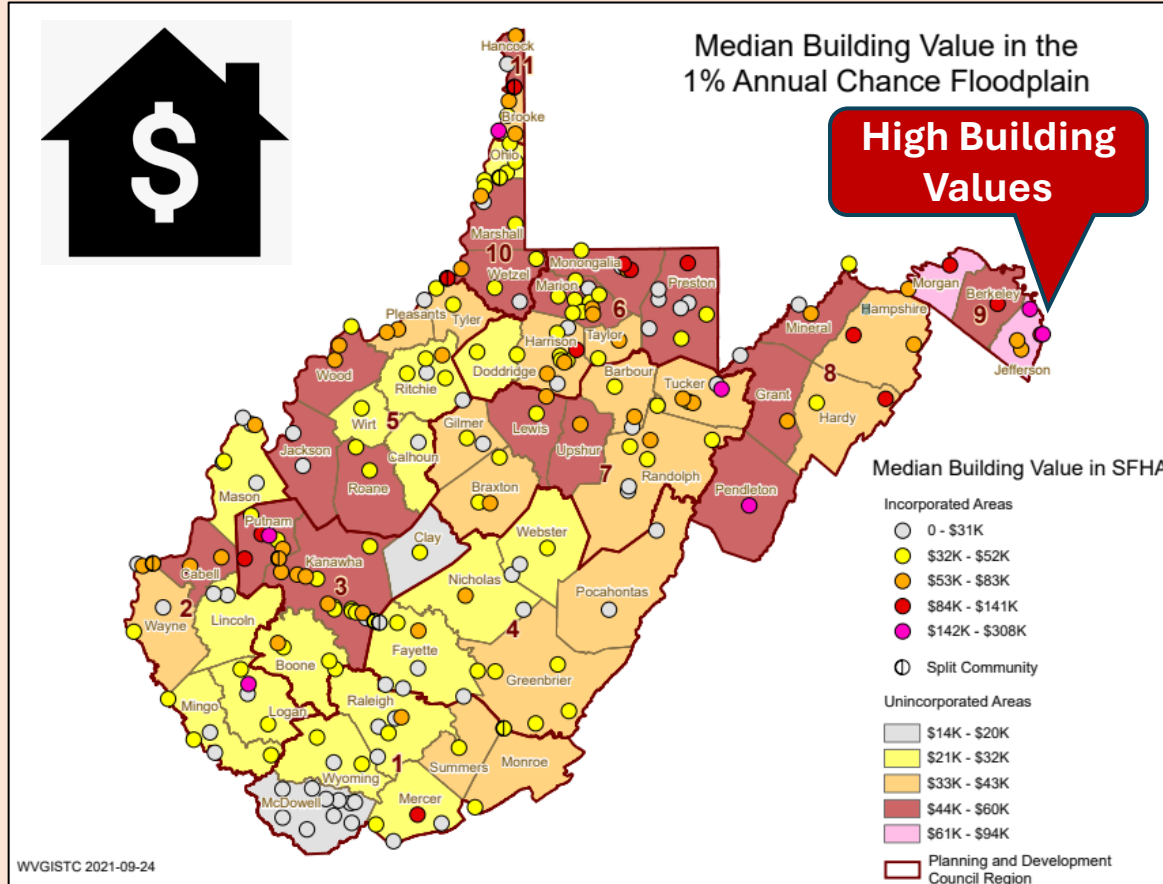 $
Median Building Value in the
1% Annual Chance Floodplain
High Building
Values
Hancock
11
Brooke
Ohio
Marshall
10
Wetzel
Monongalia
Marion
Preston
6
Pleasants
Tyler
Harrison
Taylor
Doddridge
Barbour
Tucker
Wood
Ritchie
Morgan
Berkeley
9
Jefferson
Hampshire
Mineral
8
Grant
Hardy
Wirt
5
Gilmer
Lewis
Upshur
7
Calhoun
Jackson
Roane
Braxton
Randolph
Pendleton
Mason
Putnam
Kanawha
Clay
Webster
3
Cabell
Nicholas
Pocahontas
2
Wayne
Lincoln
4
Boone
Fayette
Greenbrier
Mingo
Logan
Raleigh
Wyoming
1
Summers
Monroe
McDowell
Mercer
Median Building Value in SFHA
Incorporated Areas
0 - $31K
$32K - $52K
$53K - $83K
$84K - $141K
$142K - $308K
Split Community
Unincorporated Areas
$14K - $20K
$21K - $32K
$33K - $43K
$44K - $60K
$61K - $94K
Planning and Development
Council Region
WVGISTC 2021-09-24